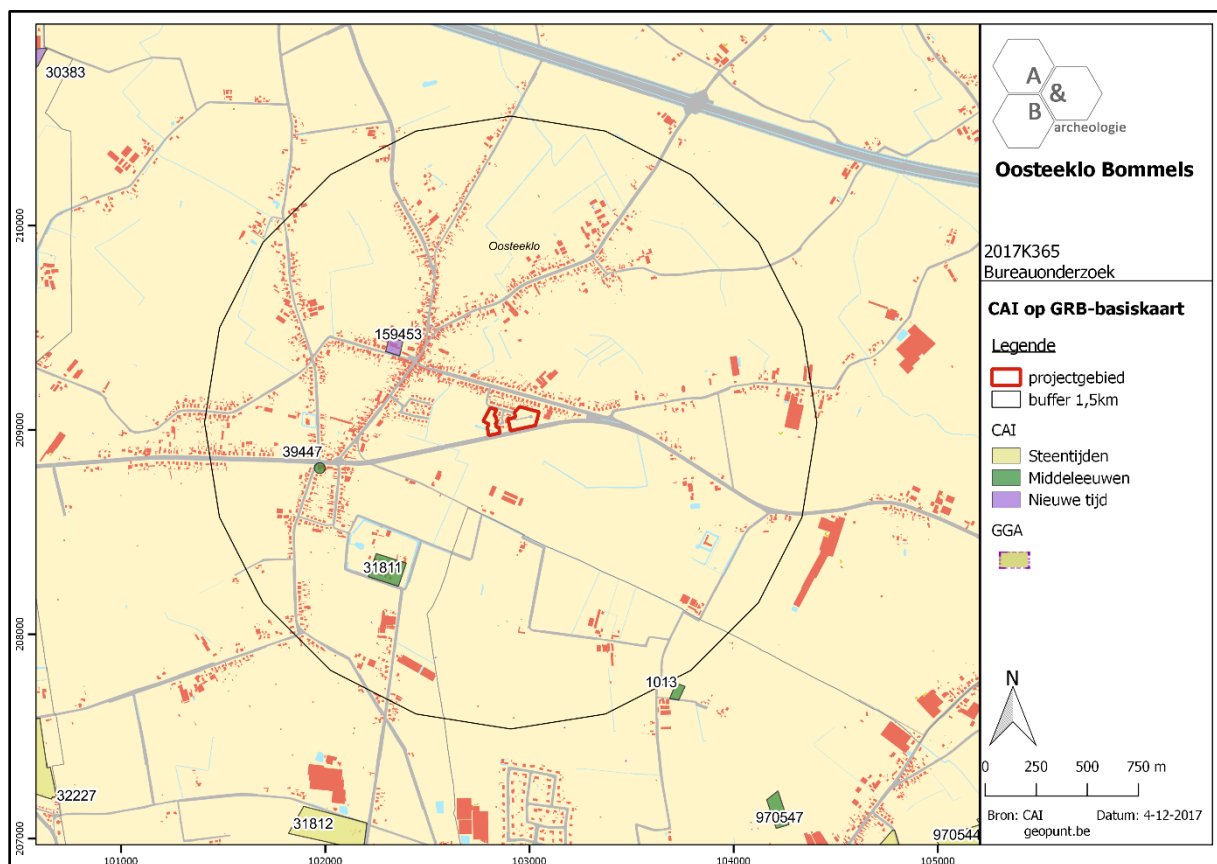 30383
210000
Oosteeklo
159453
209000
39447
31811
208000
1013
32227
31812
970547
970544
207000
101000
102000
103000
104000
105000
A
&
B
archeologie
Oosteeklo Bommels
2017K365
Bureauonderzoek
CAI op GRB-basiskaart
Legende
projectgebied
buffer 1,5km
CAI
Steentijden
Middeleeuwen
Nieuwe tijd
GGA
N
0 250 500 750 m
Bron: CAI Datum: 4-12-2017
geopunt.be